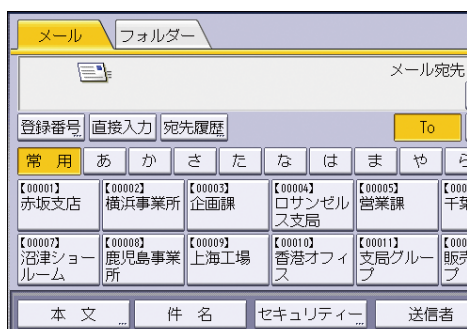 メール フォルダー
メール宛先
登録番号 直接入力 宛先履歴 To
常用 あ か さ た な は ま や ら
【00001】 【00002】 【00003】 【00004】 【00005】 【000
赤坂支店 横浜事業所 企画課 ロサンゼル 営業課 千葉
ス支局
【00007】 【00008】 【00009】 【00010】 【00011】 【000
沼津ショー 鹿児島事業 上海工場 香港オフィ 支局グルー 販売
ルーム 所 ス プ プ
本文 件名 セキュリティー 送信者